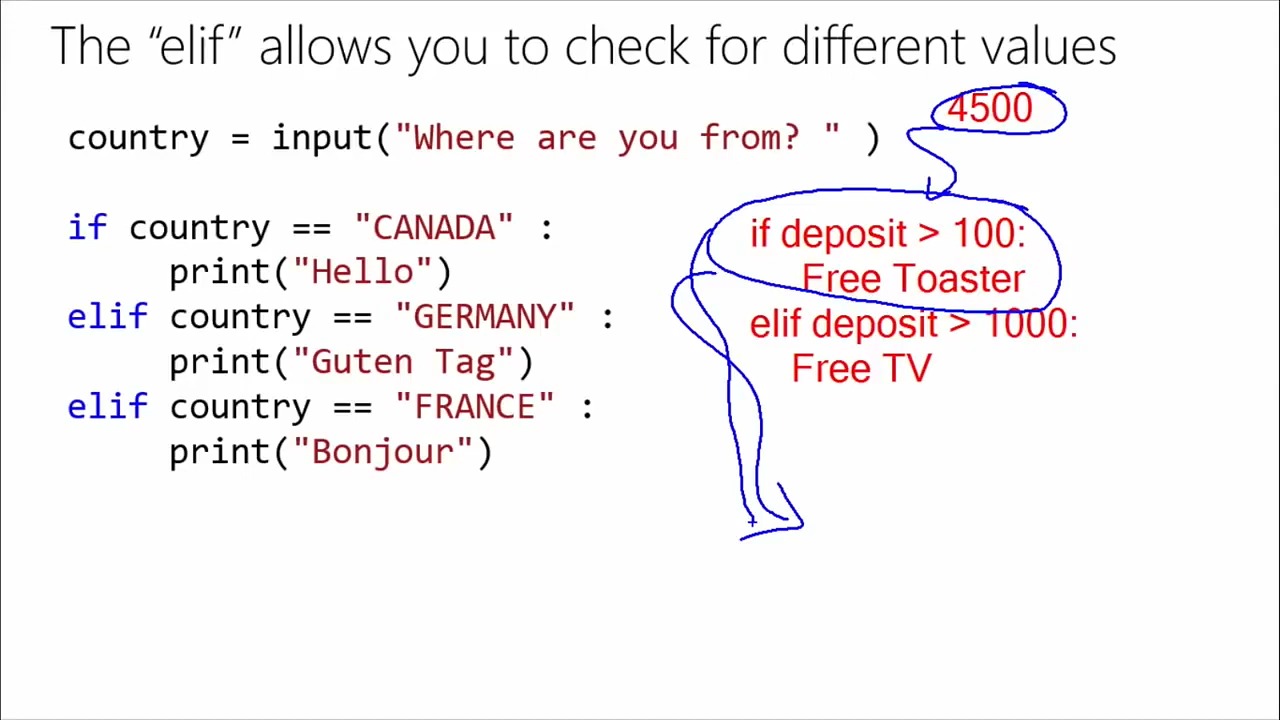 The “elif” allows you to check for different values
4500
country = input("Where are you from? " )
if country == "CANADA" :
print("Hello")
elif country == "GERMANY" :
print("Guten Tag")
elif country == "FRANCE" :
print("Bonjour")
if deposit > 100:
Free Toaster
elif deposit > 1000:
Free TV